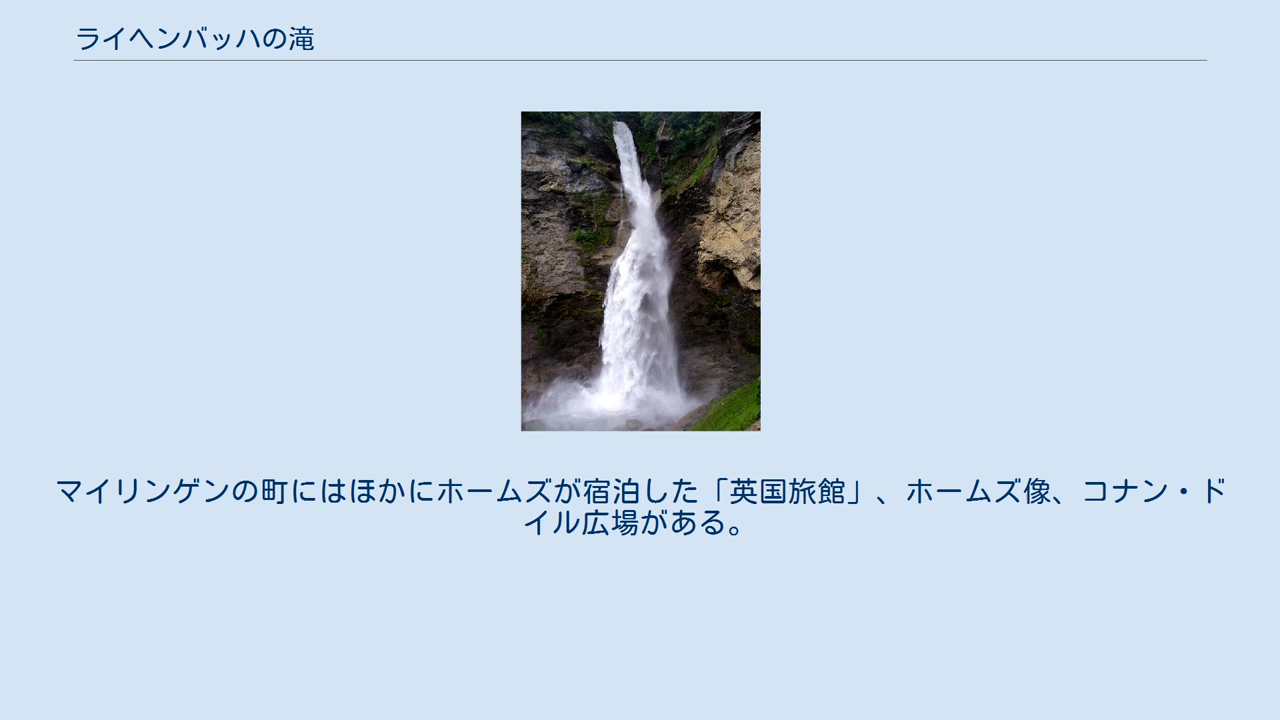 ライヘンバッハの滝
マイリンゲンの町にはほかにホームズが宿泊した「英国旅館」、ホームズ像、コナン・ド
イル広場がある。